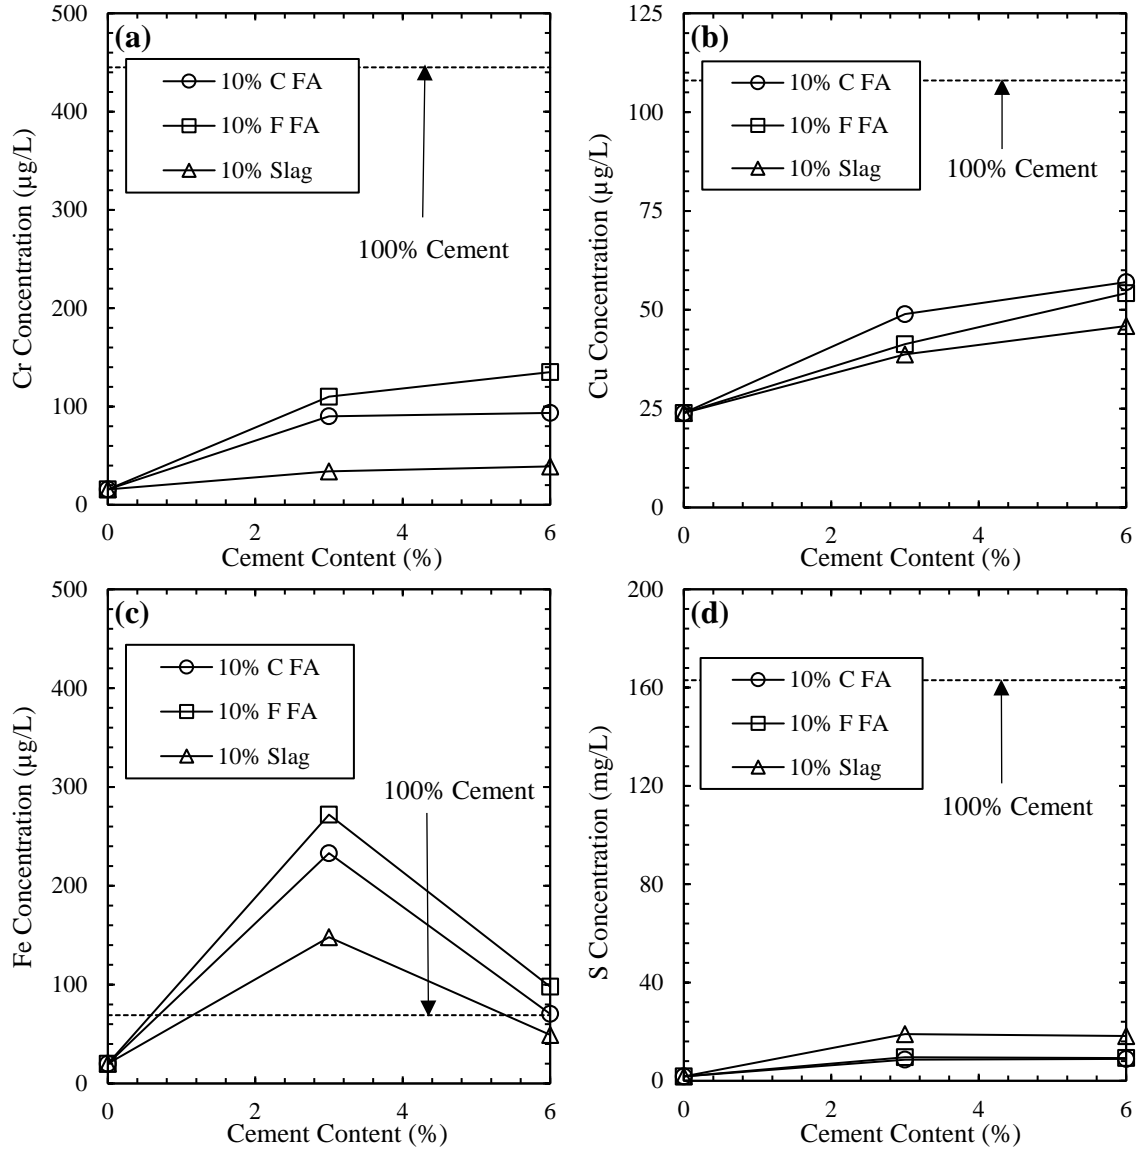 (a)
500
400
300
200
100
0
Cr Concentration (µg/L)
10% C FA
10% F FA
10% Slag
100% Cement
0 2 4 6
Cement Content (%)
(b)
125
100
75
50
25
0
Cu Concentration (µg/L)
10% C FA
10% F FA
10% Slag
100% Cement
0 2 4 6
Cement Content (%)
(c)
500
400
300
200
100
0
Fe Concentration (µg/L)
10% C FA
10% F FA
10% Slag
100% Cement
0 2 4 6
Cement Content (%)
(d)
200
160
120
80
40
0
S Concentration (mg/L)
10% C FA
10% F FA
10% Slag
100% Cement
0 2 4 6
Cement Content (%)